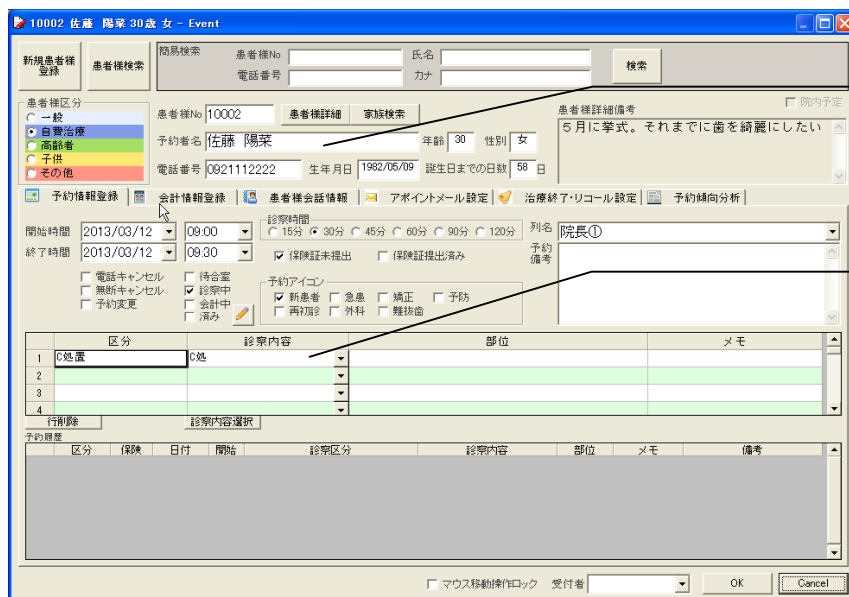 10002 佐藤 陽菜 30歳 女 - Event
新規患者様
登録
患者様検索
簡易検索
患者様No
氏名
電話番号
カナ
検索
患者様区分
一般
自費治療
高齢者
子供
その他
患者様No 10002 患者様詳細 家族検索
予約者名 佐藤 陽菜 年齢 30 性別 女
電話番号 0921112222 生年月日 1982/05/09 誕生日までの日数 58 日
患者様詳細備考
院内予定
5月に挙式。それまでに歯を綺麗にしたい
予約情報登録 会計情報登録 患者様会話情報 アポイントメール設定 治療終了・リコール設定 予約傾向分析
開始時間 2013/03/12 09:00
終了時間 2013/03/12 09:30
電話キャンセル
無断キャンセル
予約変更
待合室
診察中
会計中
済み
診察時間
15分 30分 45分 60分 90分 120分
保険証未提出 保険証提出済み
予約アイコン
新患者 急患 矯正 予防
再初診 外科 難抜歯
列名 院長①
予約
備考
区分 診察内容 部位 メモ
1 C処置 C処
2
3
4
行削除 診察内容選択
予約履歴
区分 保険 日付 開始 診察区分 診察内容 部位 メモ 備考
マウス移動操作ロック 受付者 OK Cancel